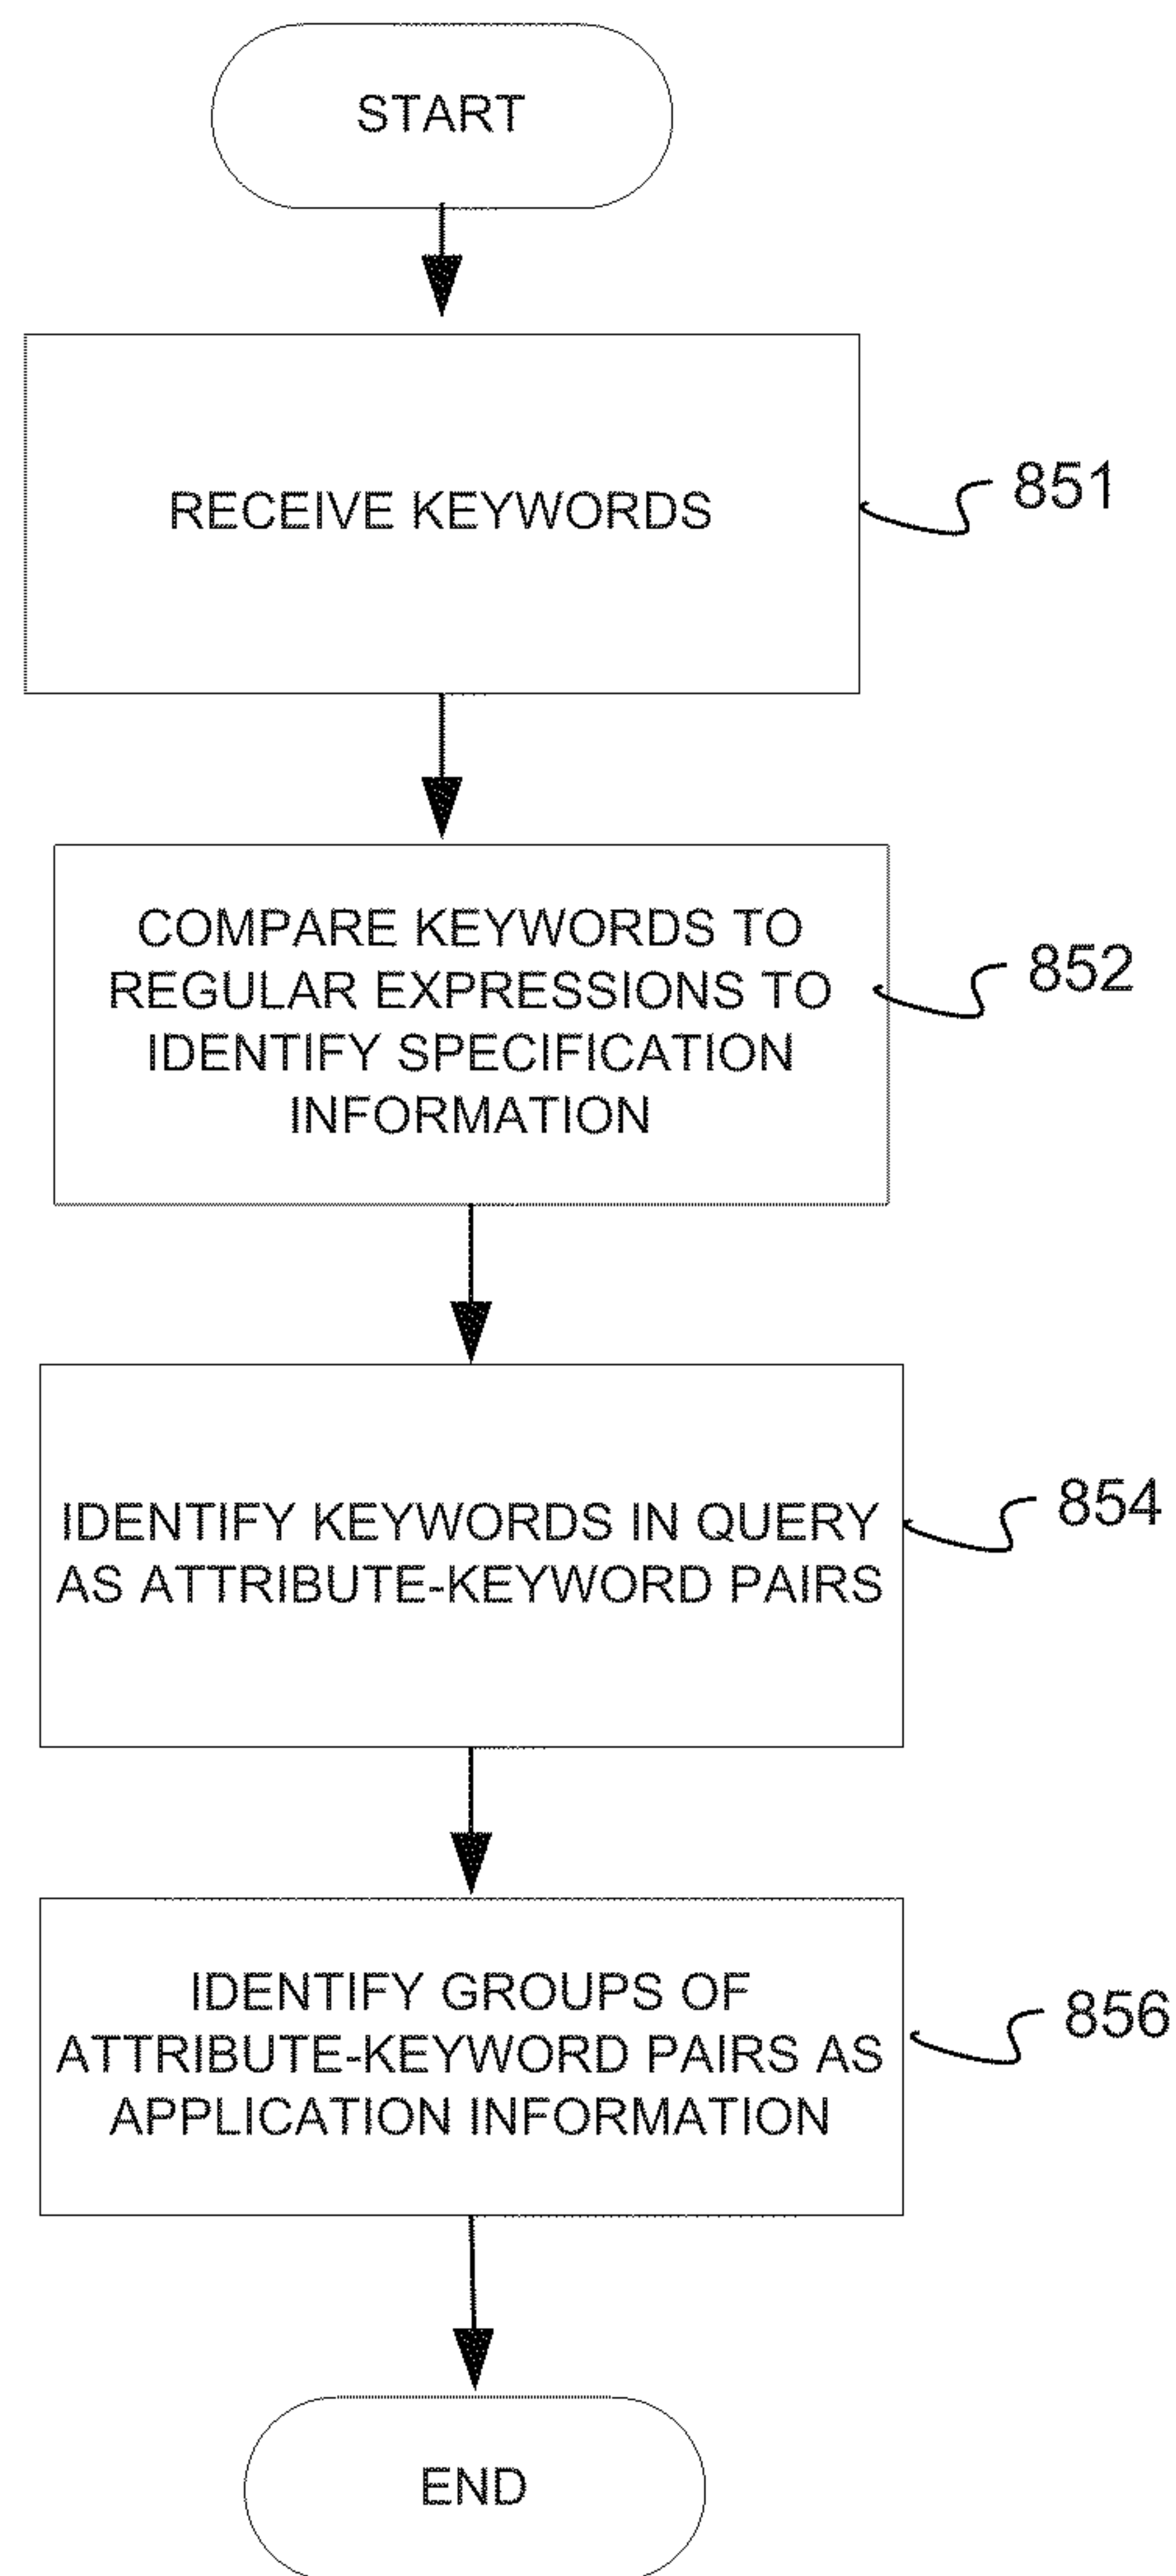 START
RECEIVE KEYWORDS
851
COMPARE KEYWORDS TO
REGULAR EXPRESSIONS TO
IDENTIFY SPECIFICATION
INFORMATION
852
IDENTIFY KEYWORDS IN QUERY
AS ATTRIBUTE-KEYWORD PAIRS
854
IDENTIFY GROUPS OF
ATTRIBUTE-KEYWORD PAIRS AS
APPLICATION INFORMATION
856
END